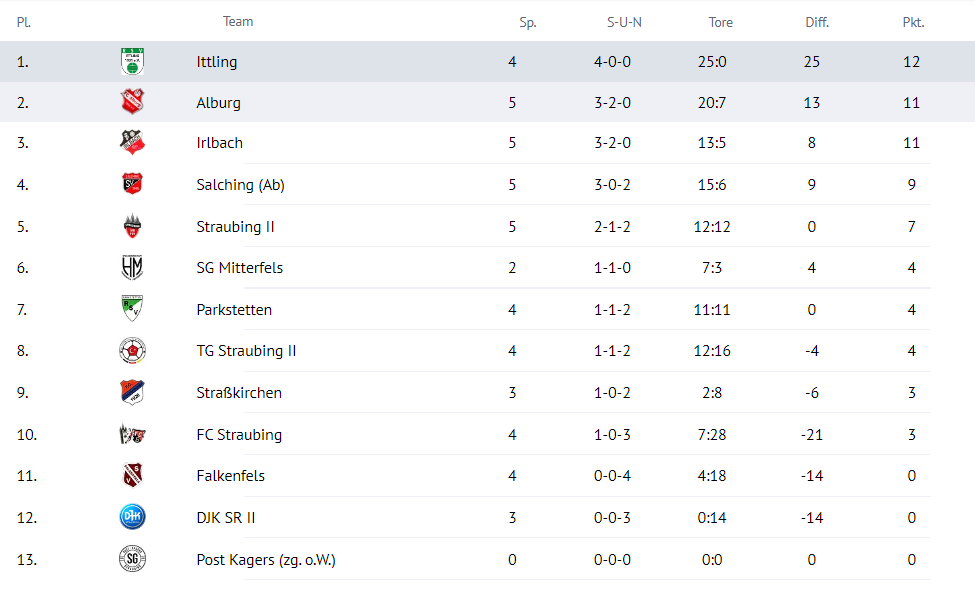 Pl. Team Sp. S-U-N Tore Diff. Pkt.
1. Ittling 4 4-0-0 25:0 25 12
2. Alburg 5 3-2-0 20:7 13 11
3. Irlbach 5 3-2-0 13:5 8 11
4. Salching (Ab) 5 3-0-2 15:6 9 9
5. Straubing II 5 2-1-2 12:12 0 7
6. SG Mitterfels 2 1-1-0 7:3 4 4
7. Parkstetten 4 1-1-2 11:11 0 4
8. TG Straubing II 4 1-1-2 12:16 -4 4
9. Straßkirchen 3 1-0-2 2:8 -6 3
10. FC Straubing 4 1-0-3 7:28 -21 3
11. Falkenfels 4 0-0-4 4:18 -14 0
12. DJK SR II 3 0-0-3 0:14 -14 0
13. Post Kagers (zg. o.W.) 0 0-0-0 0:0 0 0